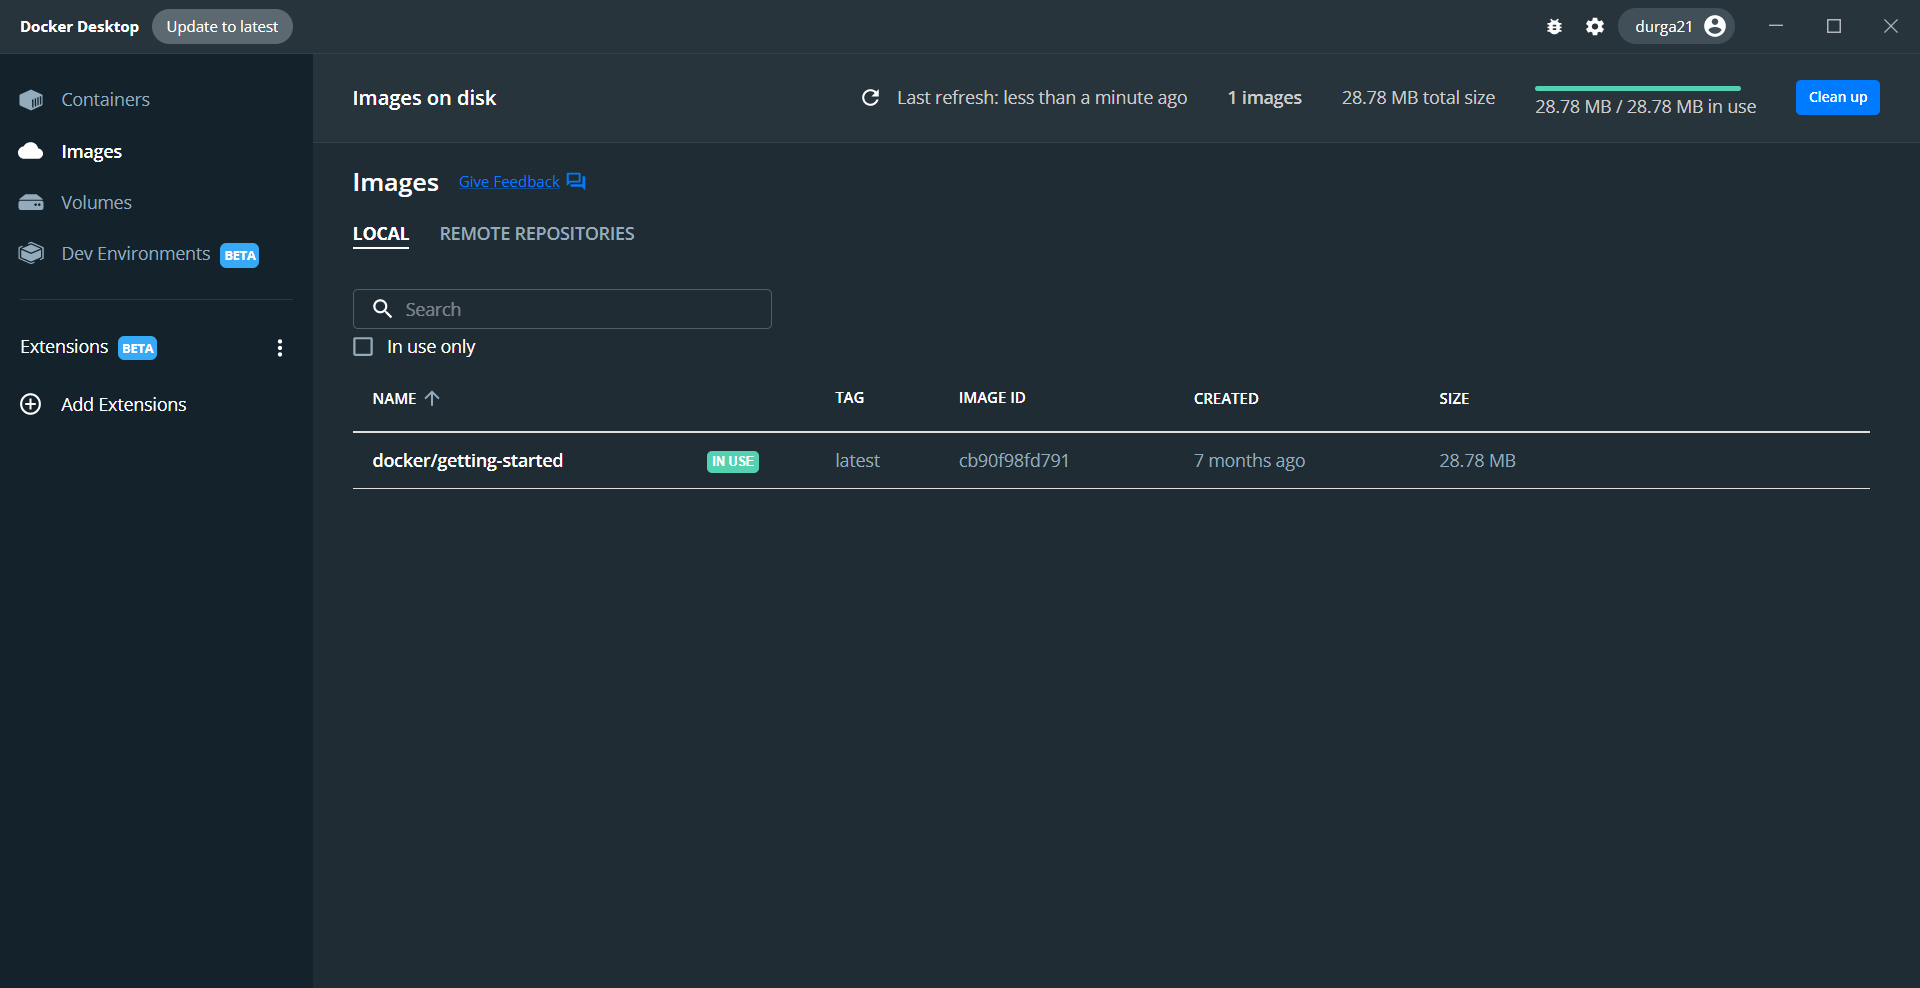 Docker Desktop Update to latest durga21
Containers
Images
Volumes
Dev Environments BETA
Extensions BETA
Add Extensions
Images on disk Last refresh: less than a minute ago 1 images 28.78 MB total size 28.78 MB / 28.78 MB in use Clean up
Images Give Feedback
LOCAL REMOTE REPOSITORIES
Search
In use only
NAME TAG IMAGE ID CREATED SIZE
docker/getting-started IN USE latest cb90f98fd791 7 months ago 28.78 MB